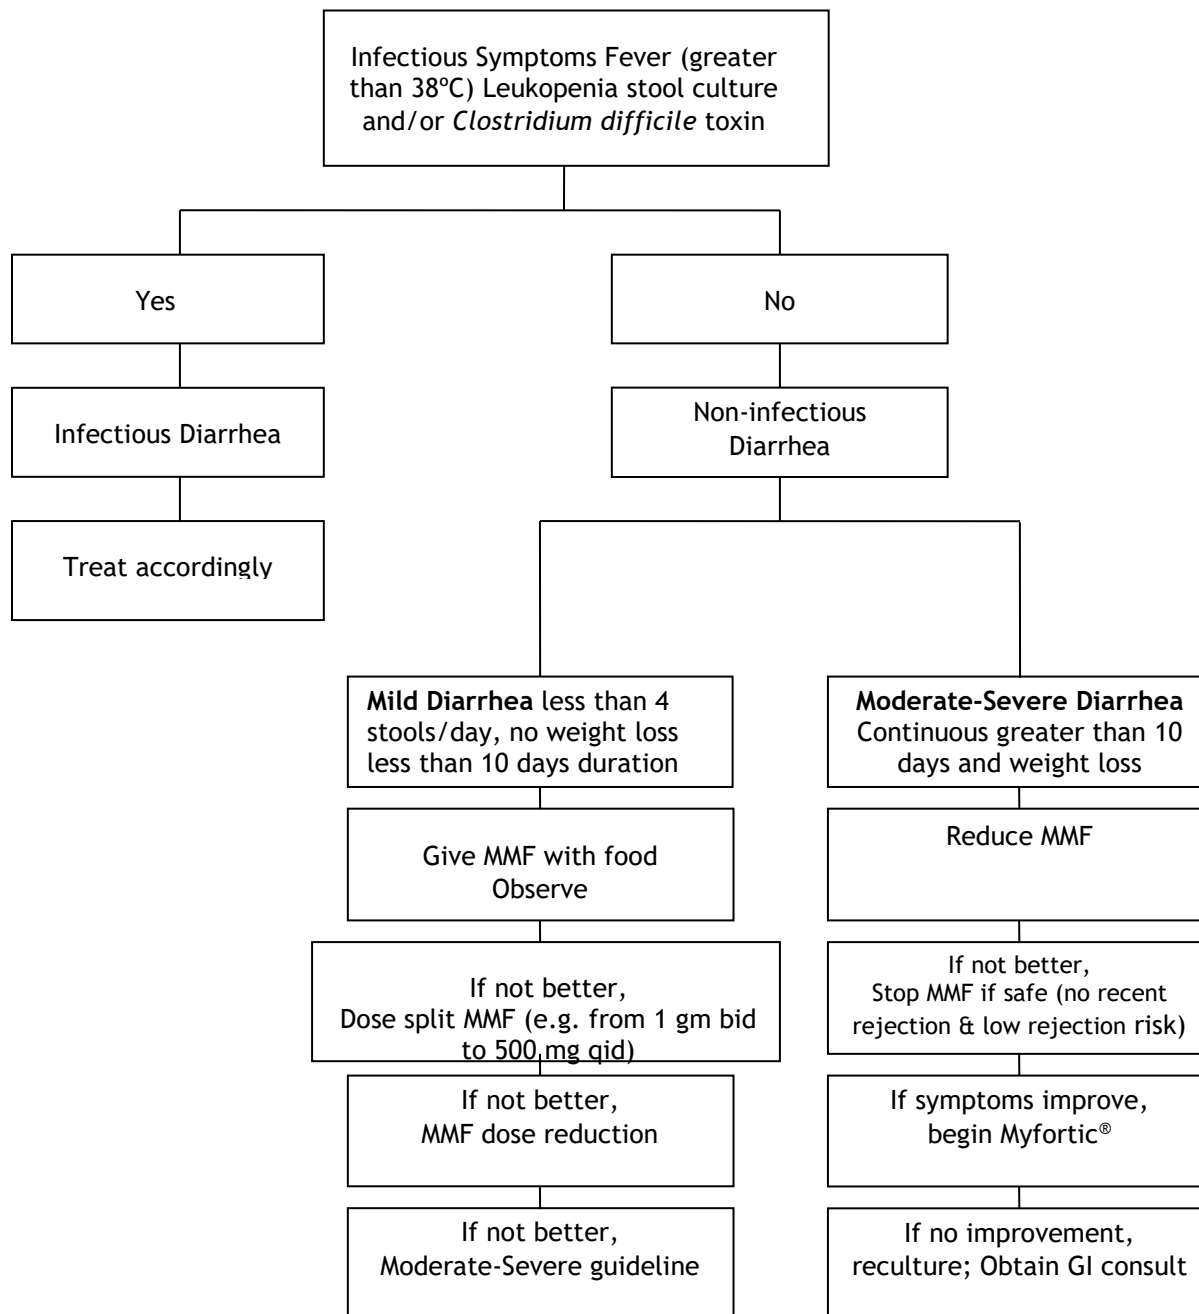 Infectious Symptoms Fever (greater
than 38ºC) Leukopenia stool culture
and/or Clostridium difficile toxin
Yes
No
Infectious Diarrhea
Non-infectious
Diarrhea
Treat accordingly
Mild Diarrhea less than 4
stools/day, no weight loss
less than 10 days duration
Moderate-Severe Diarrhea
Continuous greater than 10
days and weight loss
Give MMF with food
Observe
Reduce MMF
If not better,
Dose split MMF (e.g. from 1 gm bid
to 500 mg qid)
If not better,
Stop MMF if safe (no recent
rejection & low rejection risk)
If not better,
MMF dose reduction
If symptoms improve,
begin Myfortic®
If not better,
Moderate-Severe guideline
If no improvement,
reculture; Obtain GI consult